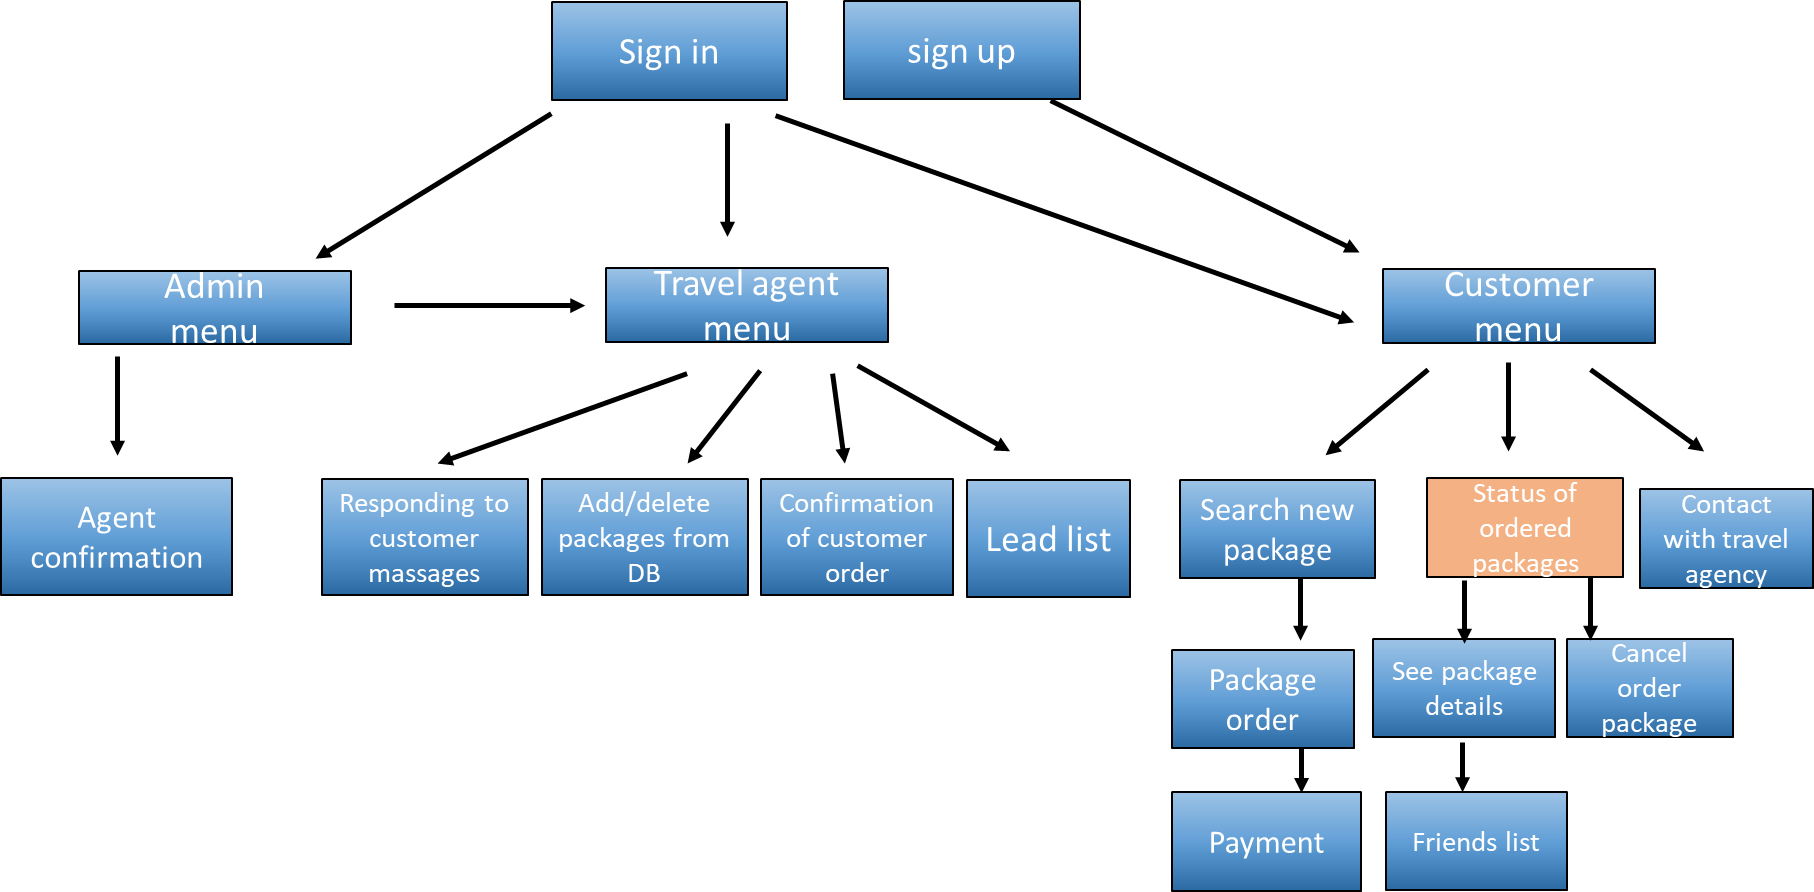 Sign in
sign up
Admin
menu
Travel agent
menu
Customer
menu
Agent
confirmation
Responding to
customer
massages
Add/delete
packages from
DB
Confirmation
of customer
order
Lead list
Search new
package
Status of
ordered
packages
Contact
with travel
agency
Package
order
See package
details
Cancel
order
package
Payment
Friends list